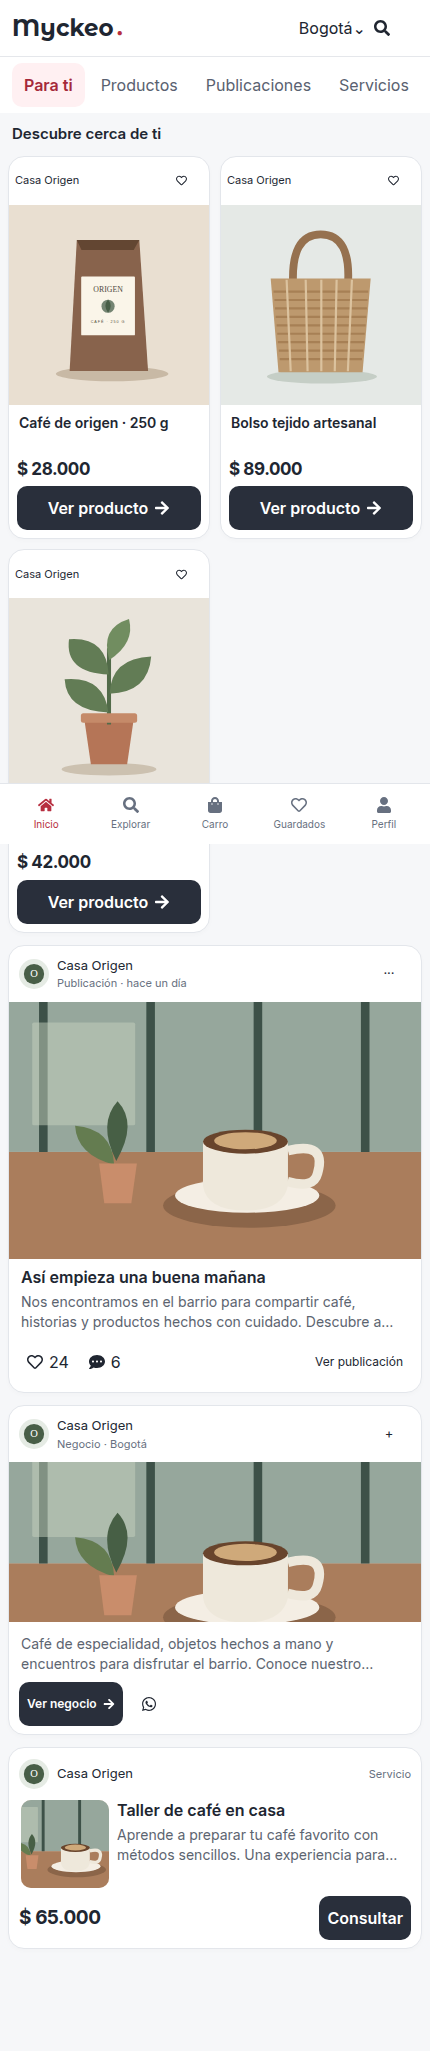 myckeo.
Bogotá
Para ti Productos Publicaciones Servicios
Descubre cerca de ti
Casa Origen
ORIGEN
CAFÉ · 250 G
Café de origen · 250 g
$ 28.000
Ver producto →
Casa Origen
Bolso tejido artesanal
$ 89.000
Ver producto →
Casa Origen
Inicio Explorar Carro Guardados Perfil
$ 42.000
Ver producto →
O
Casa Origen
Publicación · hace un día
...
Así empieza una buena mañana
Nos encontramos en el barrio para compartir café,
historias y productos hechos con cuidado. Descubre a...
24 6 Ver publicación
O
Casa Origen
Negocio · Bogotá
+
Café de especialidad, objetos hechos a mano y
encuentros para disfrutar el barrio. Conoce nuestro...
Ver negocio →
O
Casa Origen Servicio
Taller de café en casa
Aprende a preparar tu café favorito con
métodos sencillos. Una experiencia para...
$ 65.000 Consultar